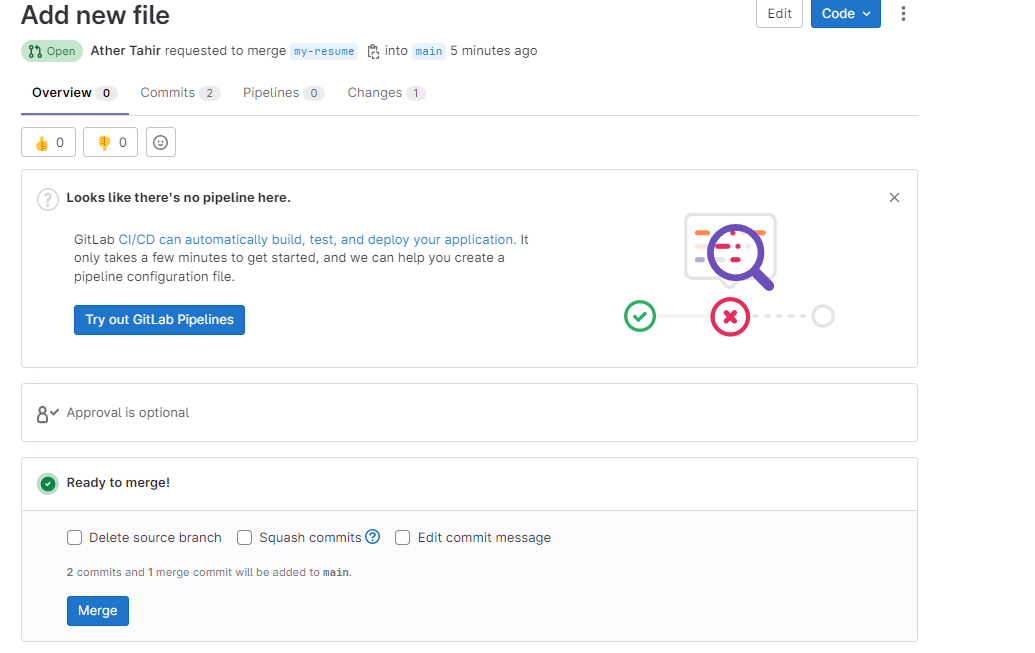 Add new file
Edit
Code
Open Ather Tahir requested to merge my-resume into main 5 minutes ago
Overview 0 Commits 2 Pipelines 0 Changes 1
0 0
Looks like there's no pipeline here.
GitLab CI/CD can automatically build, test, and deploy your application. It
only takes a few minutes to get started, and we can help you create a
pipeline configuration file.
Try out GitLab Pipelines
Approval is optional
Ready to merge!
Delete source branch Squash commits Edit commit message
2 commits and 1 merge commit will be added to main.
Merge